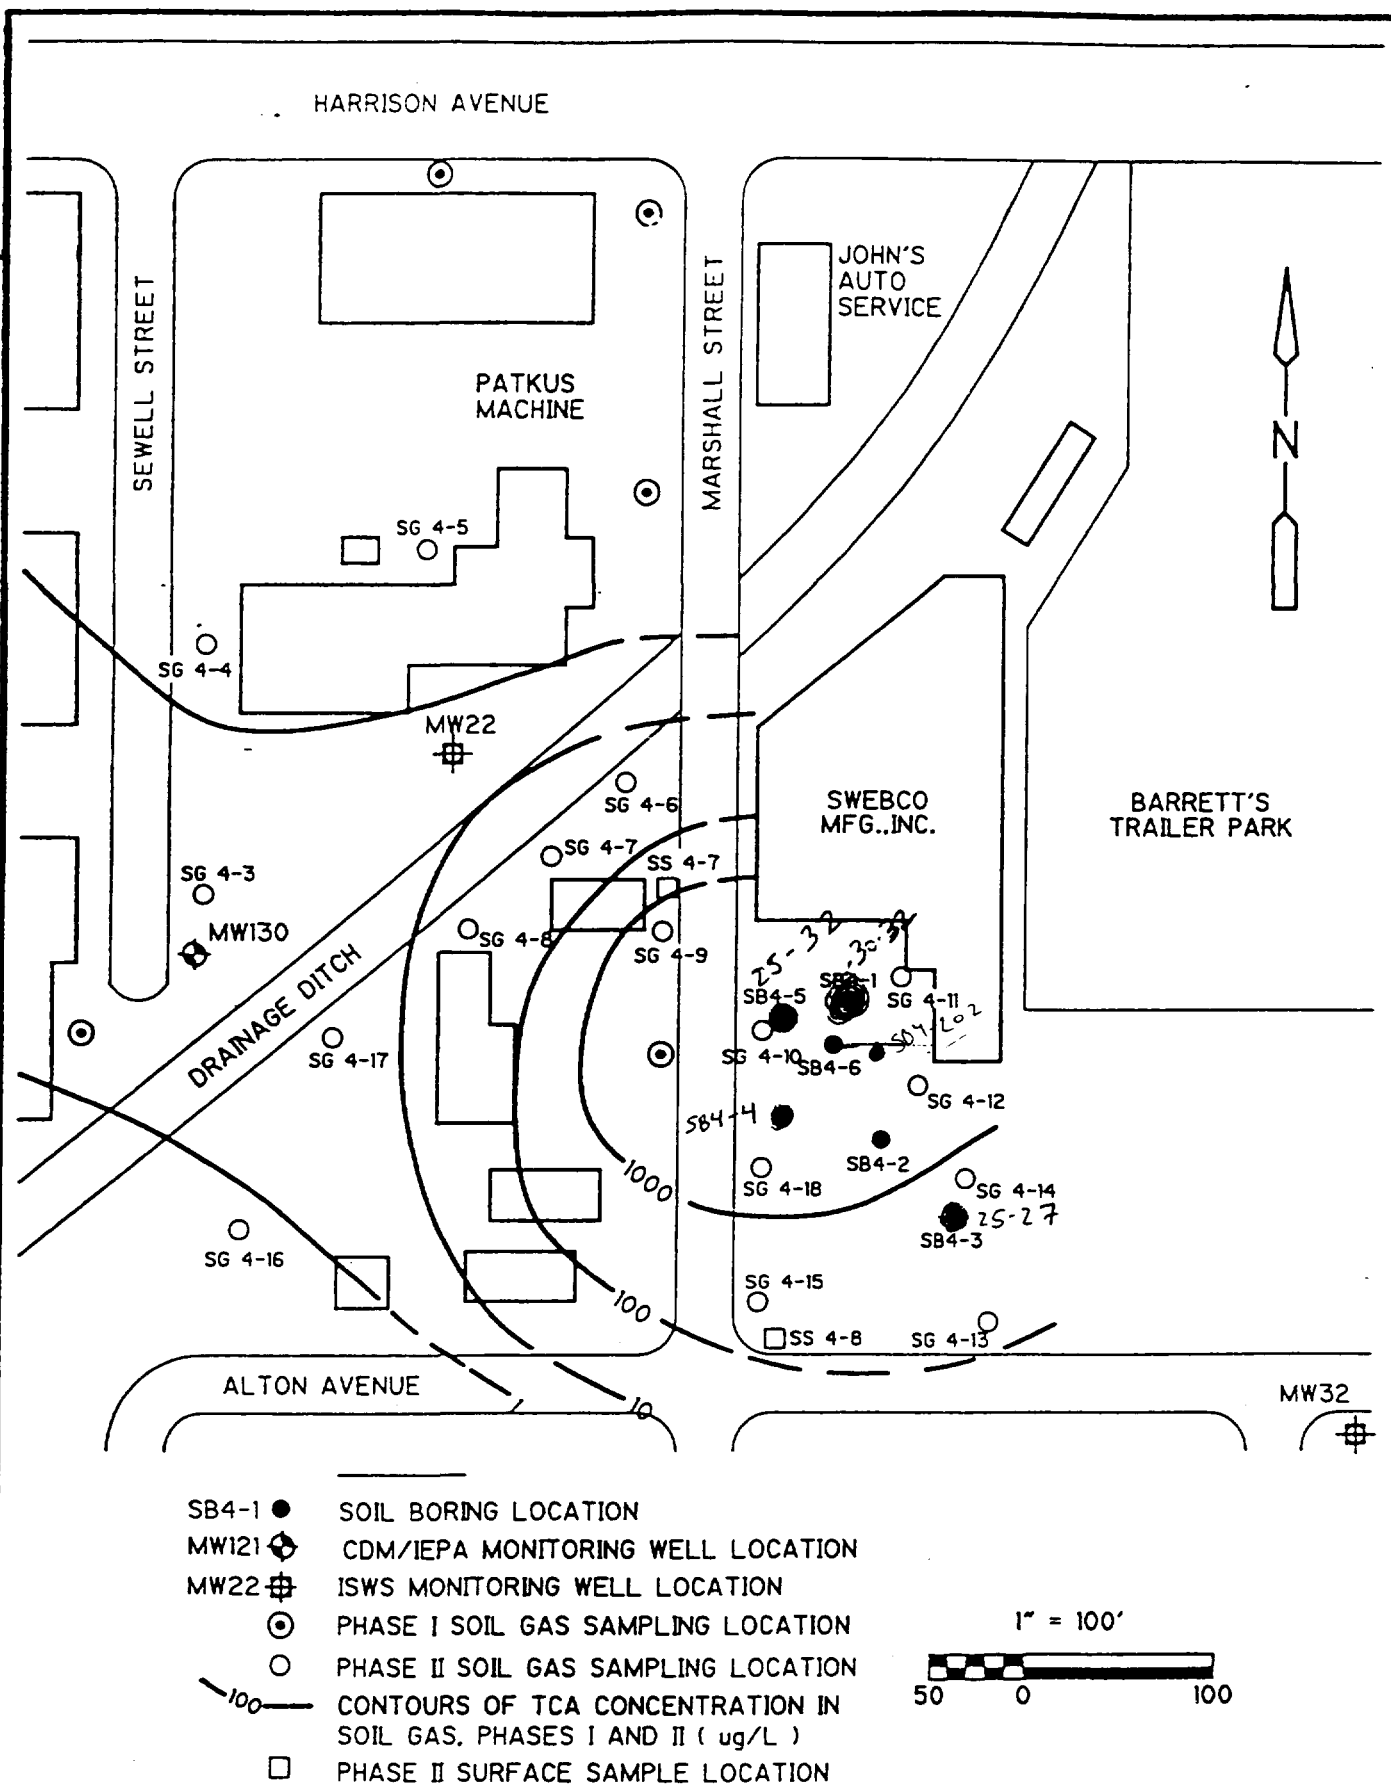 HARRISON AVENUE
SEWELL STREET
MARSHALL STREET
JOHN'S
AUTO
SERVICE
PATKUS
MACHINE
N
SG 4-5
SG 4-4
MW22
SG 4-6
SWEBCO
MFG.,INC.
BARRETT'S
TRAILER PARK
SG 4-7
SS 4-7
SG 4-3
MW130
SG 4-8
SG 4-9
DRAINAGE DITCH
25-32
30-32
SB4-1
SB4-5
SG 4-11
SG 4-17
SG 4-10
SB4-6
SG 4-12
SB4-4
SB4-2
1000
SG 4-18
SG 4-14
25-27
SB4-3
SG 4-16
SG 4-15
100
SS 4-8
SG 4-13
ALTON AVENUE
1
10
MW32
SB4-1 SOIL BORING LOCATION
MW121 CDM/IEPA MONITORING WELL LOCATION
MW22 ISWS MONITORING WELL LOCATION
PHASE I SOIL GAS SAMPLING LOCATION
PHASE II SOIL GAS SAMPLING LOCATION
100 CONTOURS OF TCA CONCENTRATION IN
SOIL GAS, PHASES I AND II ( ug/L )
PHASE II SURFACE SAMPLE LOCATION
1" = 100'
50 0 100